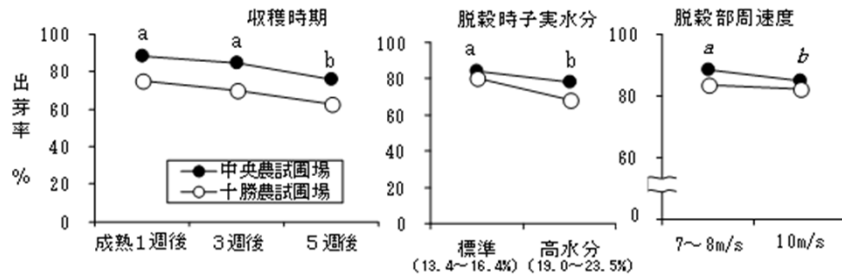 収穫時期
100
80
60
40
20
0
出芽率 %
a
a
b
中央農試圃場
十勝農試圃場
成熟1週後
3週後
5週後
脱穀時子実水分
100
80
60
40
20
0
a
b
標準
(13.4～16.4%)
高水分
(19.0～23.5%)
脱穀部周速度
100
80
60
0
a
b
7～8m/s
10m/s